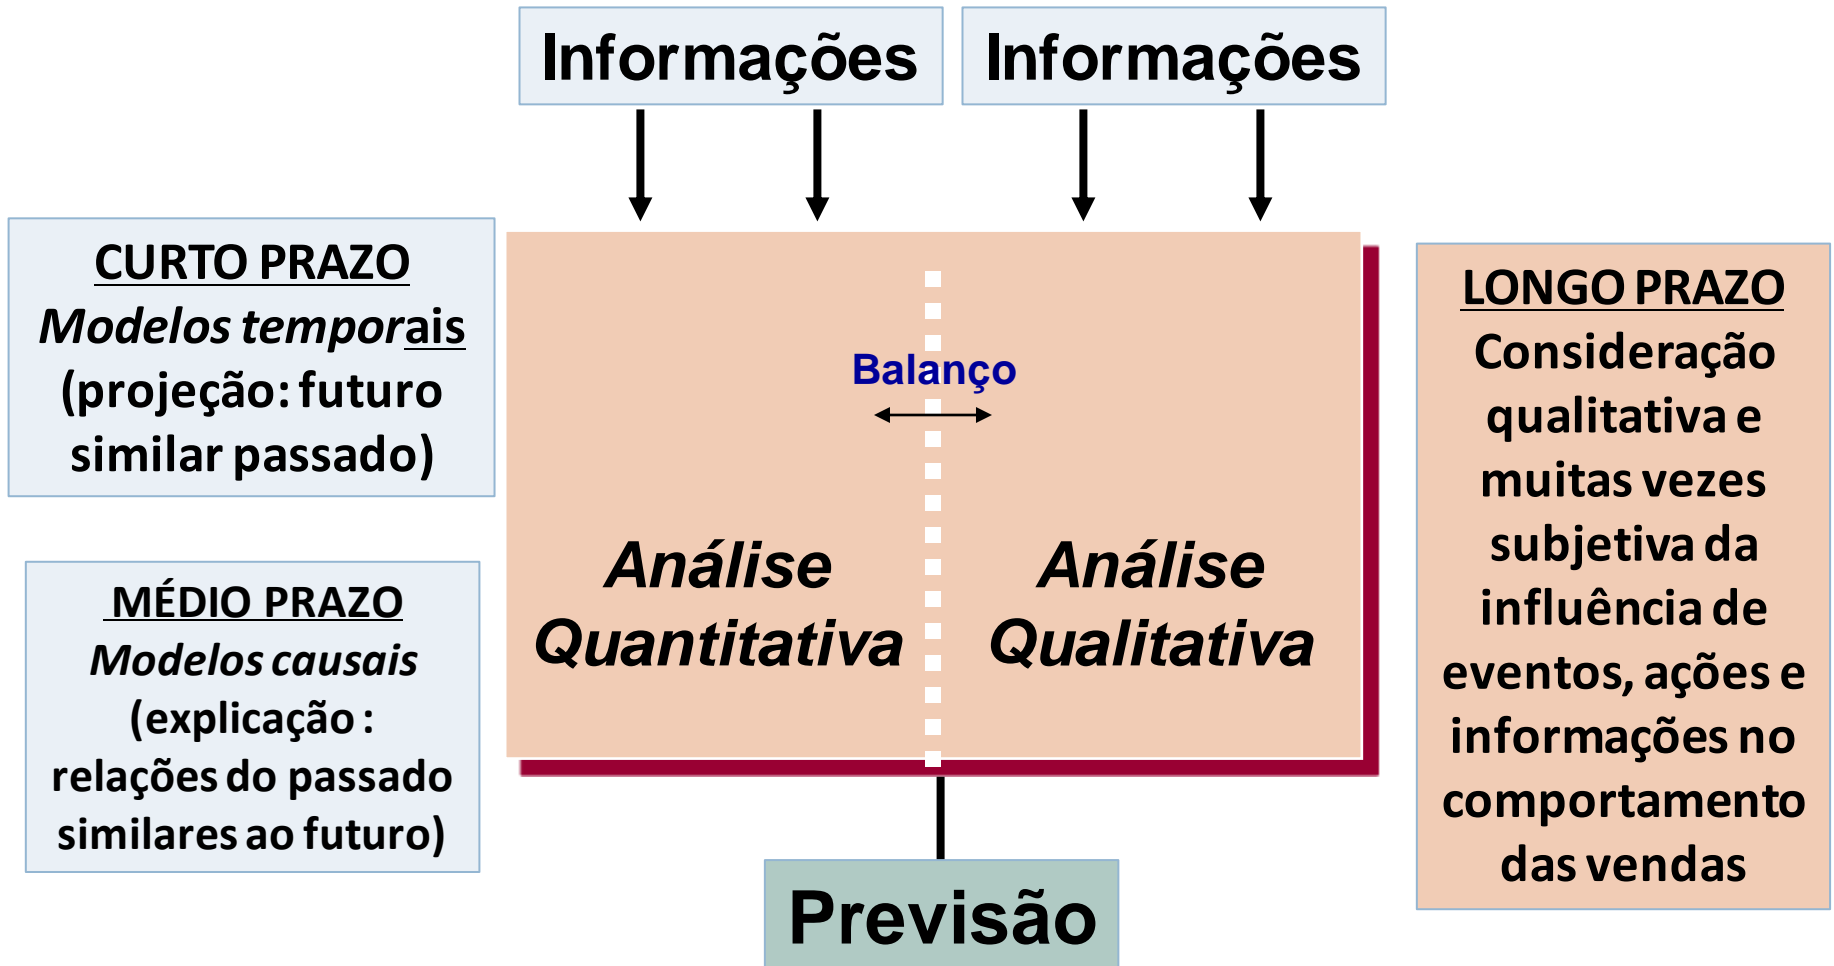 Informações
Informações
CURTO PRAZO
Modelos temporais
(projeção: futuro
similar passado)
MÉDIO PRAZO
Modelos causais
(explicação :
relações do passado
similares ao futuro)
Balanço
Análise
Quantitativa
Análise
Qualitativa
LONGO PRAZO
Consideração
qualitativa e
muitas vezes
subjetiva da
influência de
eventos, ações e
informações no
comportamento
das vendas
Previsão